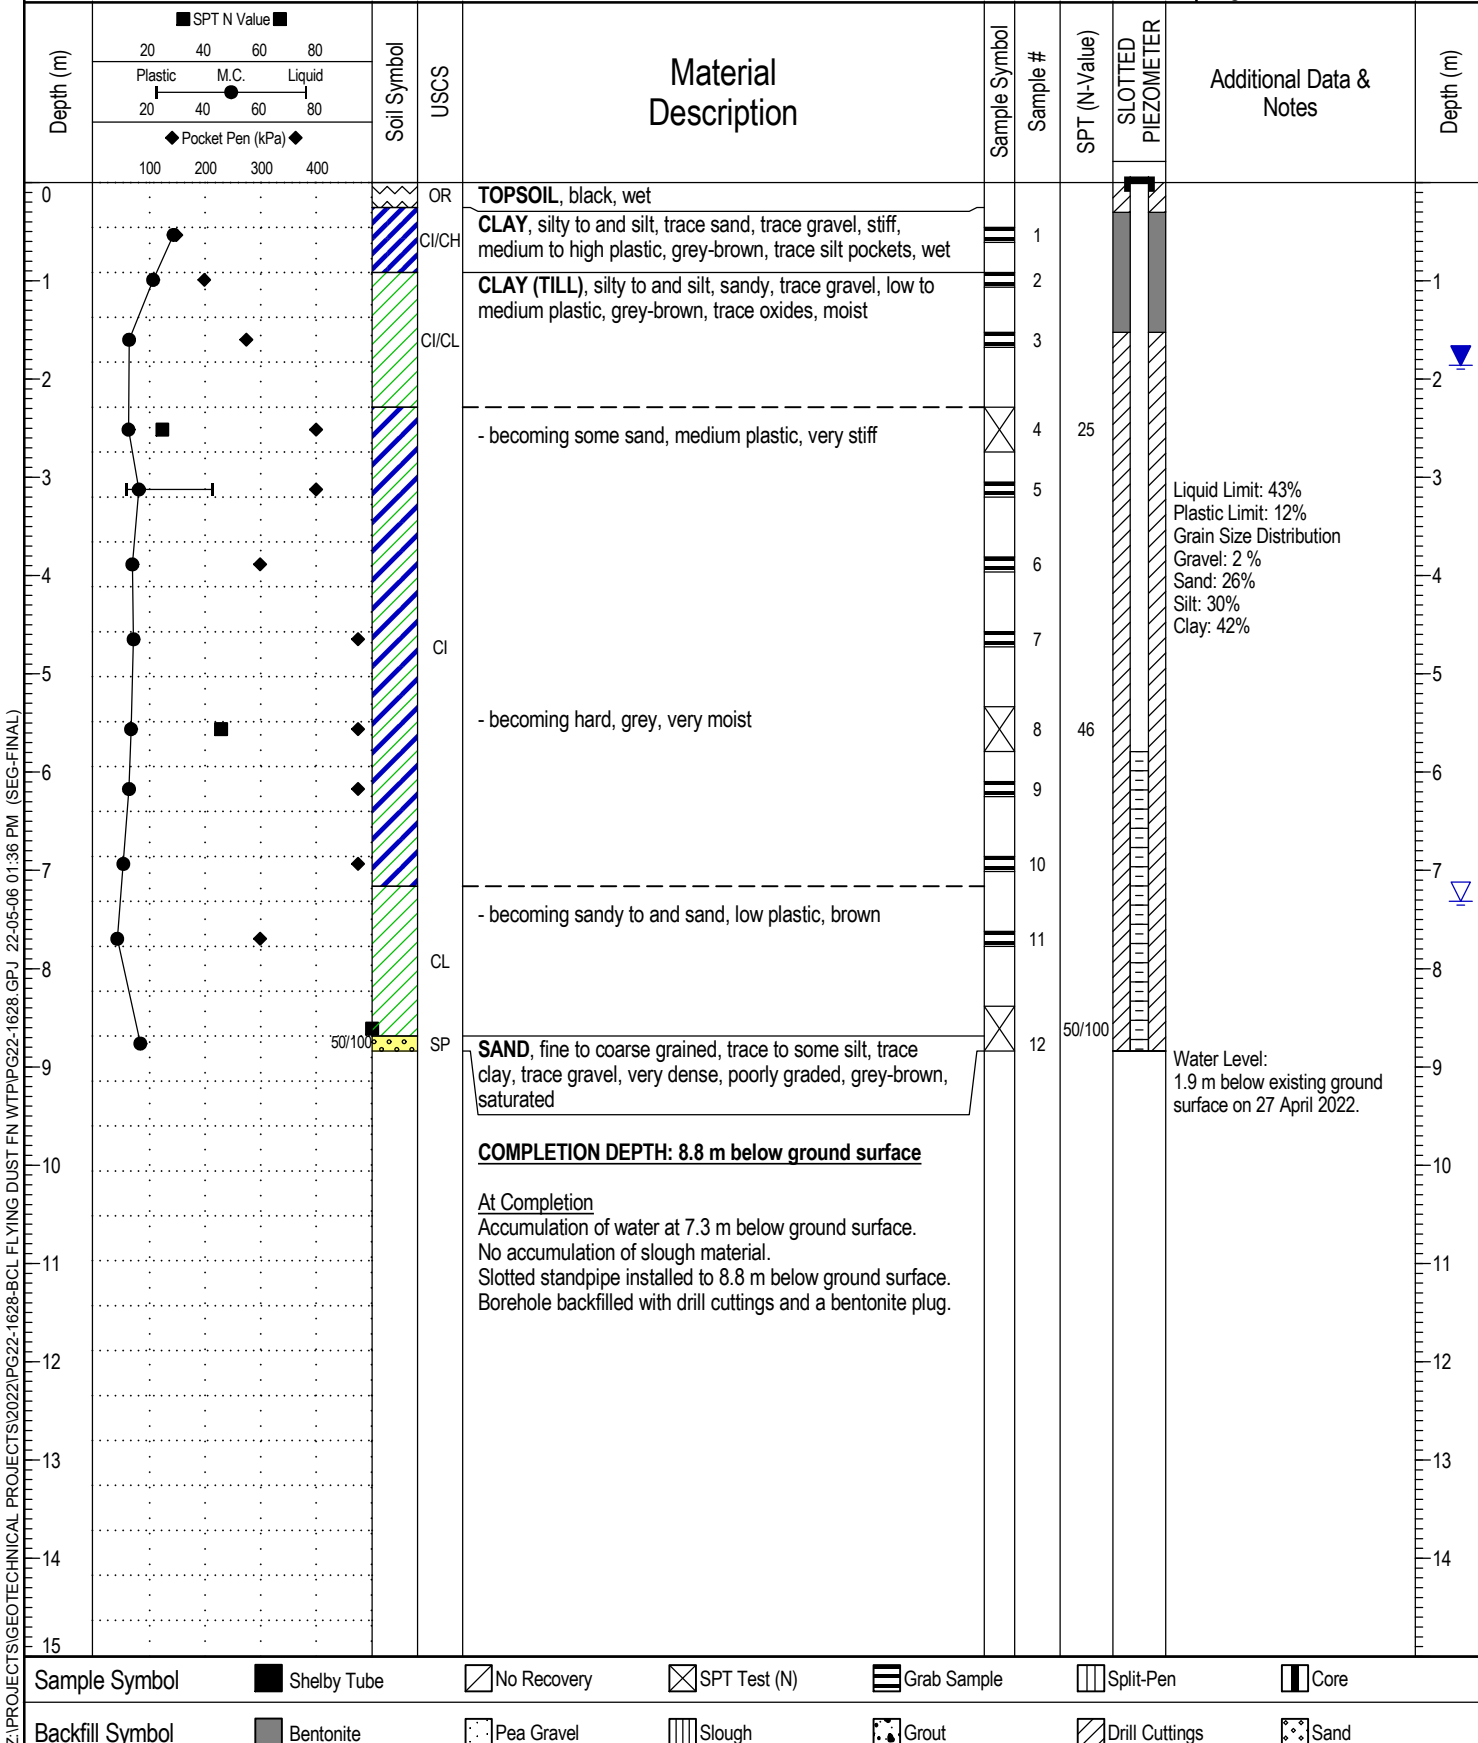 SPT N Value
20 40 60 80
Plastic M.C. Liquid
20 40 60 80
Pocket Pen (kPa)
100 200 300 400
Depth (m)
Soil Symbol
USCS
Material
Description
Sample Symbol
Sample #
SPT (N-Value)
SLOTTED
PIEZOMETER
Additional Data &
Notes
Depth (m)
0
OR
TOPSOIL, black, wet
CI/CH
CLAY, silty to and silt, trace sand, trace gravel, stiff,
medium to high plastic, grey-brown, trace silt pockets, wet
1
1
2
1
CLAY (TILL), silty to and silt, sandy, trace gravel, low to
medium plastic, grey-brown, trace oxides, moist
CI/CL
3
2
2
- becoming some sand, medium plastic, very stiff
4
25
3
5
3
Liquid Limit: 43%
Plastic Limit: 12%
Grain Size Distribution
Gravel: 2 %
Sand: 26%
Silt: 30%
Clay: 42%
6
4
4
7
CI
5
5
- becoming hard, grey, very moist
8
46
6
9
6
10
7
7
- becoming sandy to and sand, low plastic, brown
11
CL
8
8
50/100
50/100
SP
12
SAND, fine to coarse grained, trace to some silt, trace
clay, trace gravel, very dense, poorly graded, grey-brown,
saturated
9
9
Water Level:
1.9 m below existing ground
surface on 27 April 2022.
COMPLETION DEPTH: 8.8 m below ground surface
10
10
At Completion
Accumulation of water at 7.3 m below ground surface.
No accumulation of slough material.
Slotted standpipe installed to 8.8 m below ground surface.
Borehole backfilled with drill cuttings and a bentonite plug.
11
11
12
12
13
13
14
14
15
Z:\PROJECTS\GEOTECHNICAL PROJECTS\2022\PG22-1628-BCL FLYING DUST FN WTP\PG22-1628.GPJ 22-05-06 01:36 PM (SEG-FINAL)
Sample Symbol Shelby Tube No Recovery SPT Test (N) Grab Sample Split-Pen Core
Backfill Symbol Bentonite Pea Gravel Slough Grout Drill Cuttings Sand